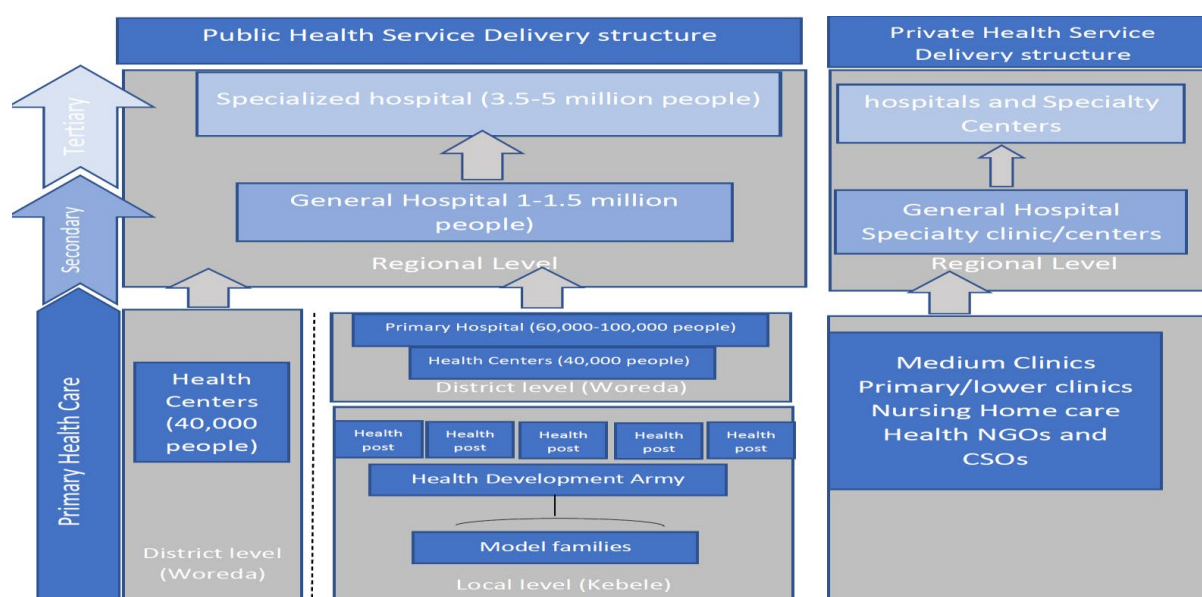 Public Health Service Delivery structure
Private Health Service
Delivery structure
Tertiary
Secondary
Primary Health Care
Specialized hospital (3.5-5 million people)
General Hospital 1-1.5 million
people)
Regional Level
hospitals and Specialty
Centers
General Hospital
Specialty clinic/centers
Regional Level
Health
Centers
(40,000
people)
District level
(Woreda)
Primary Hospital (60,000-100,000 people)
Health Centers (40,000 people)
District level (Woreda)
Health
post
Health
post
Health
post
Health
post
Health
post
Health Development Army
Model families
Local level (Kebele)
Medium Clinics
Primary/lower clinics
Nursing Home care
Health NGOs and
CSOs